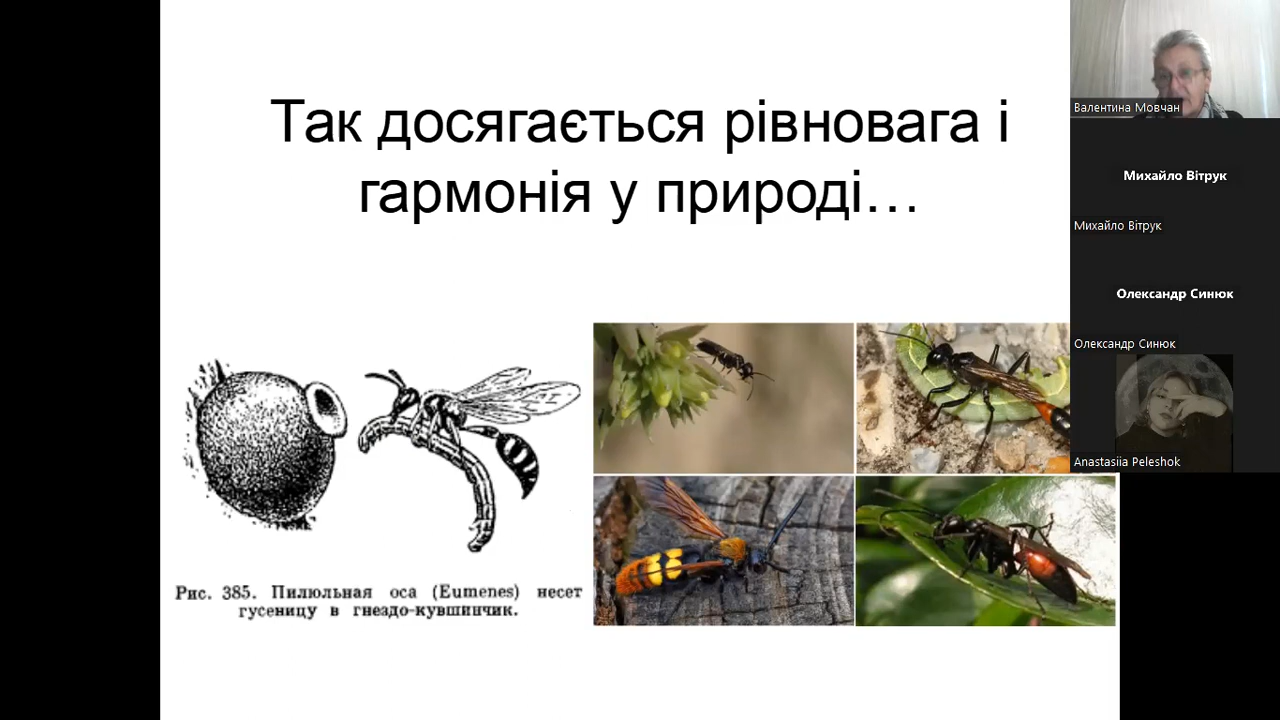 Так досягається рівновага і
гармонія у природі…
Рис. 385. Пилюльная оса (Eumenes) несет
гусеницу в гнездо-кувшинчик.
Валентина Мовчан
Михайло Вітрук
Михайло Вітрук
Олександр Синюк
Олександр Синюк
Anastasiia Peleshok